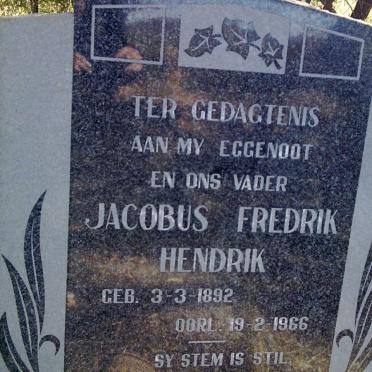 TER GEDAGTENIS
AAN MY EGGENOOT
EN ONS VADER
JACOBUS FREDRIK
HENDRIK
GEB. 3-3-1892
OORL. 19-2-1966
SY STEM IS STIL